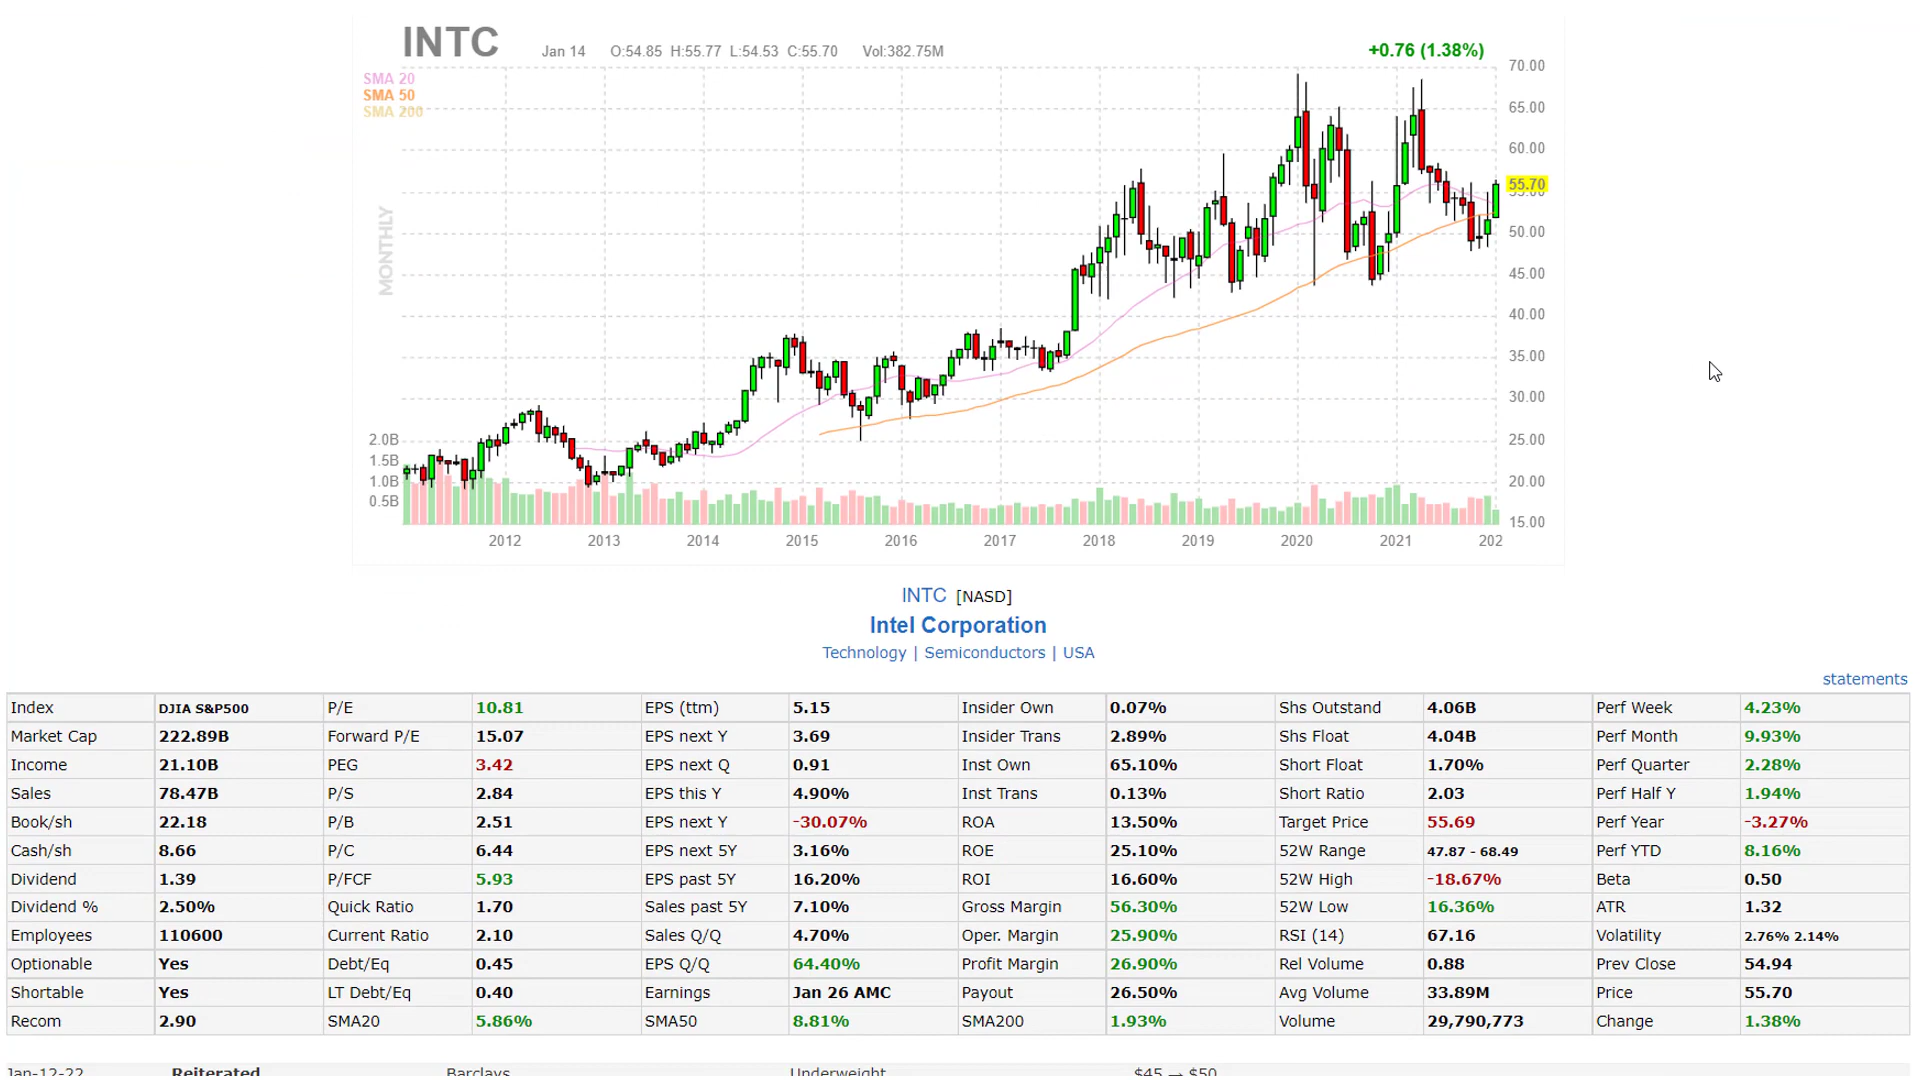 INTC Jan 14 O:54.85 H:55.77 L:54.53 C:55.70 Vol:382.75M +0.76 (1.38%)
SMA 20
SMA 50
SMA 200
MONTHLY
70.00
65.00
60.00
55.70
55.00
50.00
45.00
40.00
35.00
30.00
25.00
20.00
15.00
2.0B
1.5B
1.0B
0.5B
2012 2013 2014 2015 2016 2017 2018 2019 2020 2021 202
INTC [NASD]
Intel Corporation
Technology | Semiconductors | USA
statements
Index DJIA S&P500 P/E 10.81 EPS (ttm) 5.15 Insider Own 0.07% Shs Outstand 4.06B Perf Week 4.23%
Market Cap 222.89B Forward P/E 15.07 EPS next Y 3.69 Insider Trans 2.89% Shs Float 4.04B Perf Month 9.93%
Income 21.10B PEG 3.42 EPS next Q 0.91 Inst Own 65.10% Short Float 1.70% Perf Quarter 2.28%
Sales 78.47B P/S 2.84 EPS this Y 4.90% Inst Trans 0.13% Short Ratio 2.03 Perf Half Y 1.94%
Book/sh 22.18 P/B 2.51 EPS next Y -30.07% ROA 13.50% Target Price 55.69 Perf Year -3.27%
Cash/sh 8.66 P/C 6.44 EPS next 5Y 3.16% ROE 25.10% 52W Range 47.87 - 68.49 Perf YTD 8.16%
Dividend 1.39 P/FCF 5.93 EPS past 5Y 16.20% ROI 16.60% 52W High -18.67% Beta 0.50
Dividend % 2.50% Quick Ratio 1.70 Sales past 5Y 7.10% Gross Margin 56.30% 52W Low 16.36% ATR 1.32
Employees 110600 Current Ratio 2.10 Sales Q/Q 4.70% Oper. Margin 25.90% RSI (14) 67.16 Volatility 2.76% 2.14%
Optionable Yes Debt/Eq 0.45 EPS Q/Q 64.40% Profit Margin 26.90% Rel Volume 0.88 Prev Close 54.94
Shortable Yes LT Debt/Eq 0.40 Earnings Jan 26 AMC Payout 26.50% Avg Volume 33.89M Price 55.70
Recom 2.90 SMA20 5.86% SMA50 8.81% SMA200 1.93% Volume 29,790,773 Change 1.38%
Jan-12-22 Reiterated Barclays Underweight $45 → $50